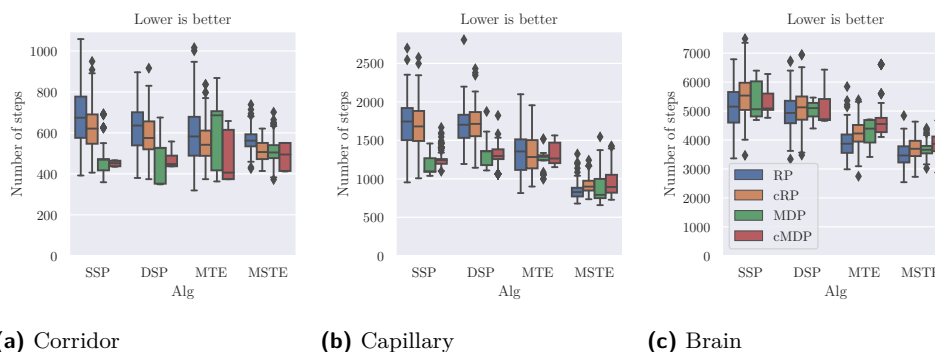 Lower is better
Number of steps
1000
800
600
400
200
0
SSP DSP MTE MSTE
Alg
(a) Corridor
Lower is better
Number of steps
2500
2000
1500
1000
500
0
SSP DSP MTE MSTE
Alg
(b) Capillary
Lower is better
Number of steps
7000
6000
5000
4000
3000
2000
1000
0
RP
cRP
MDP
cMDP
SSP DSP MTE MSTE
Alg
(c) Brain